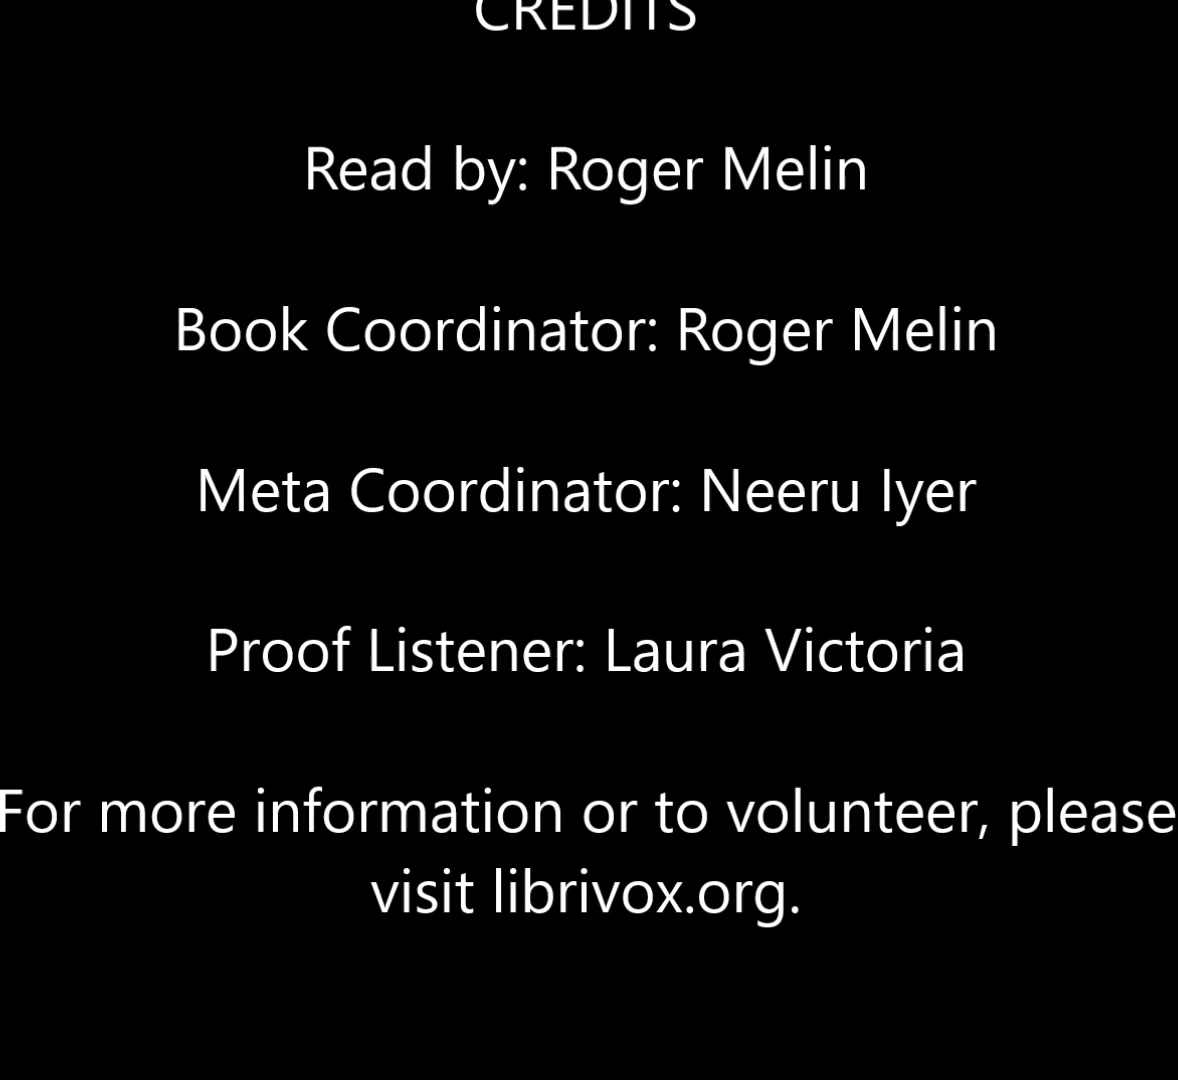 CREDITS
Read by: Roger Melin
Book Coordinator: Roger Melin
Meta Coordinator: Neeru Iyer
Proof Listener: Laura Victoria
For more information or to volunteer, please
visit librivox.org.